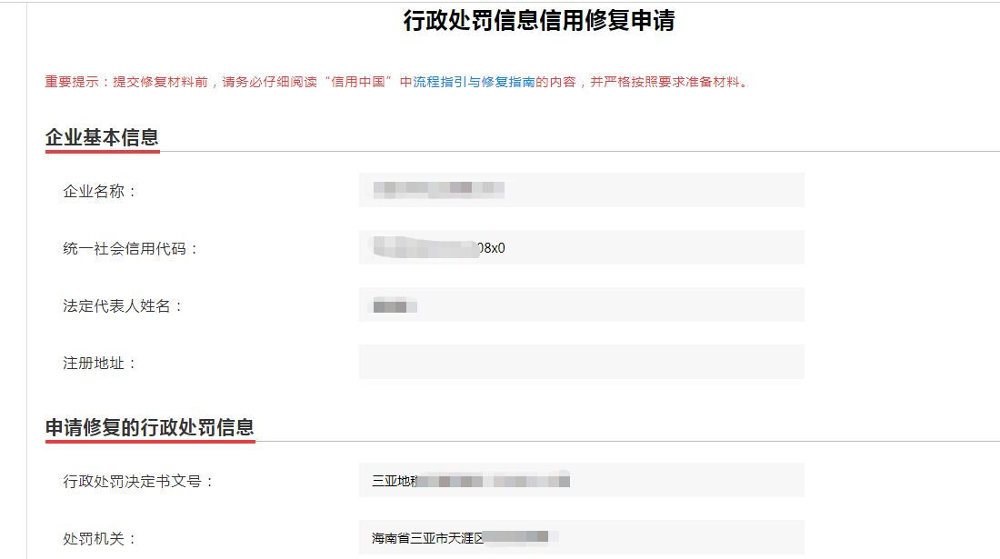 行政处罚信息信用修复申请
重要提示：提交修复材料前，请务必仔细阅读“信用中国”中流程指引与修复指南的内容，并严格按照要求准备材料。
企业基本信息
企业名称：
统一社会信用代码： 08x0
法定代表人姓名：
注册地址：
申请修复的行政处罚信息
行政处罚决定书文号： 三亚地
处罚机关： 海南省三亚市天涯区